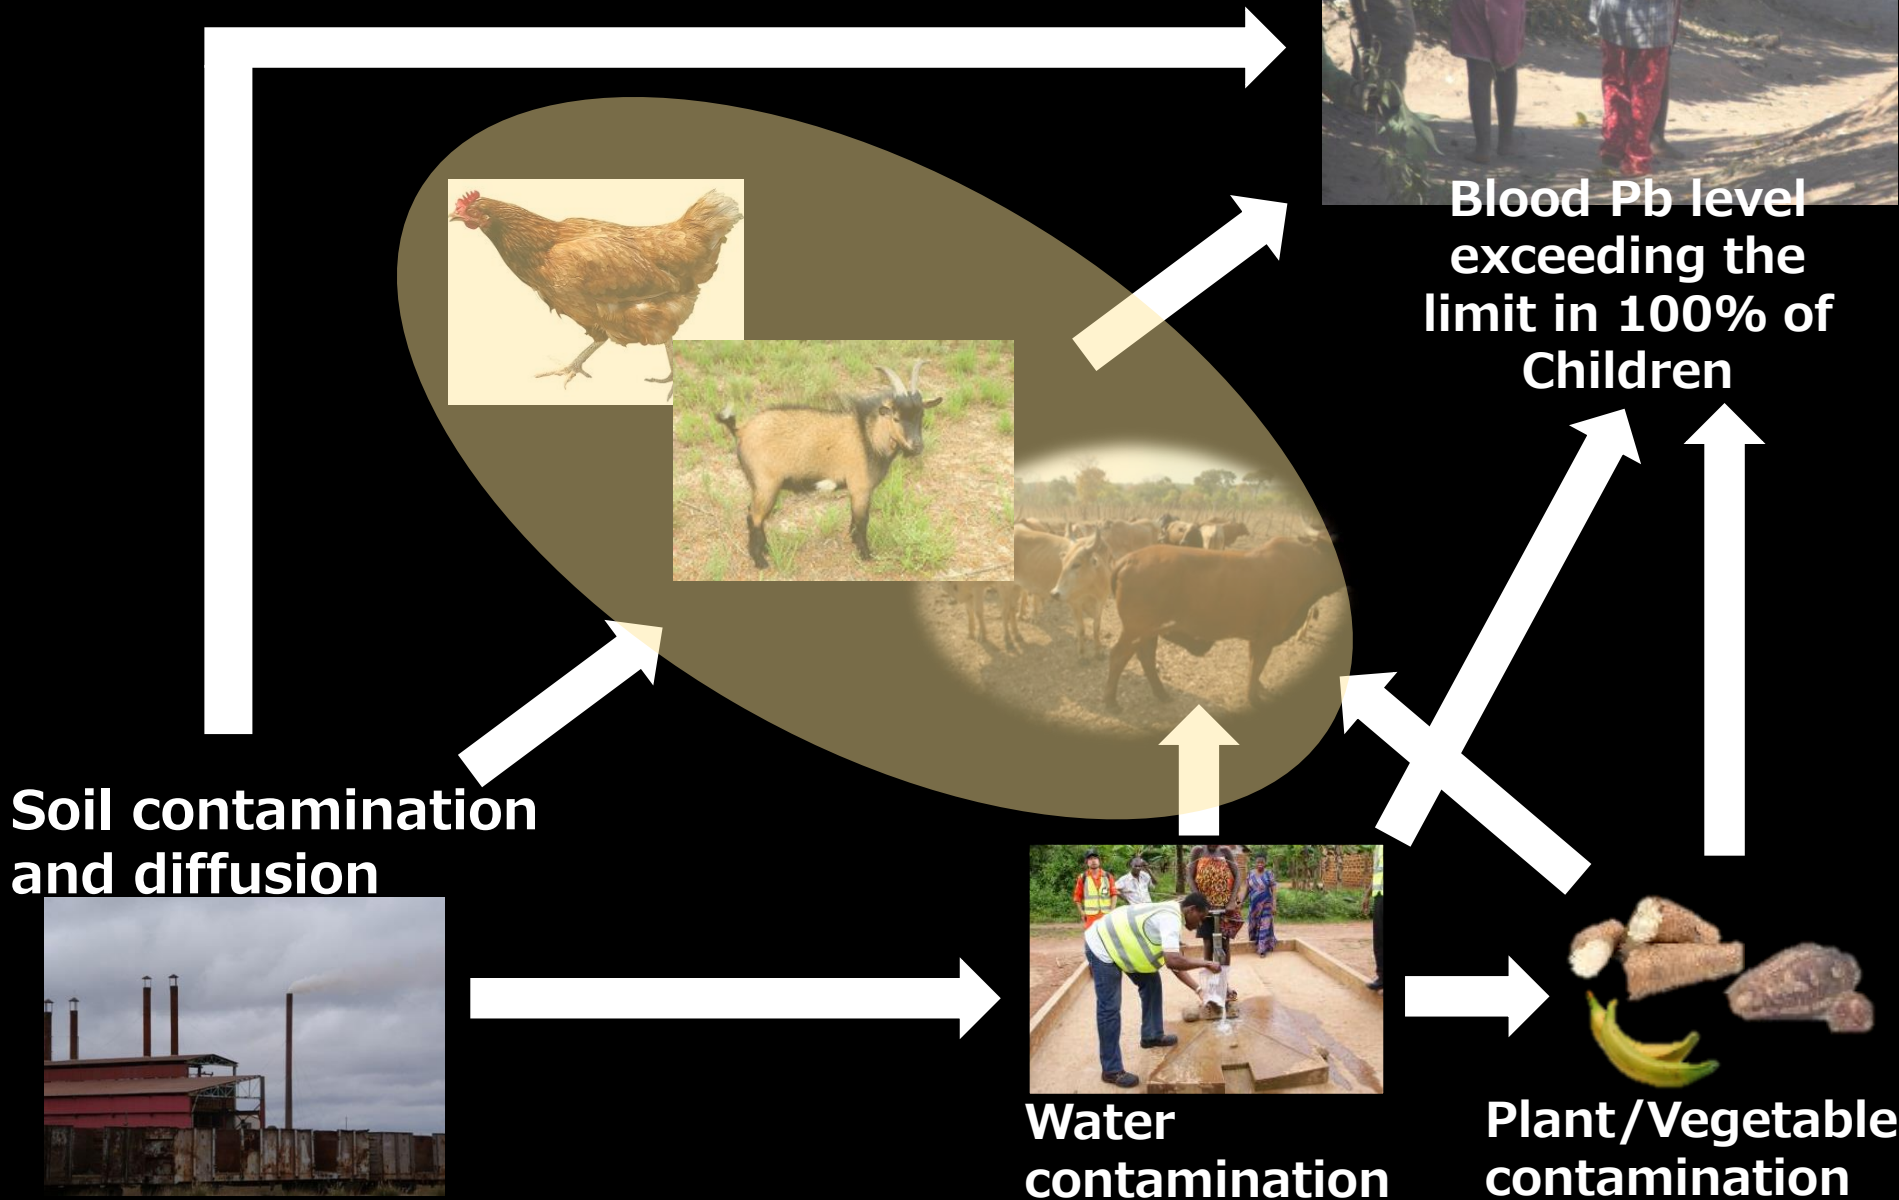 Blood Pb level
exceeding the
limit in 100% of
Children
Soil contamination
and diffusion
Water
contamination
Plant/Vegetable
contamination